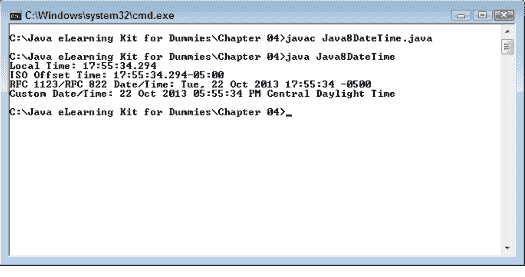 C:\Windows\system32\cmd.exe
C:\Java eLearning Kit for Dummies\Chapter 04>javac Java8DateTime.java
C:\Java eLearning Kit for Dummies\Chapter 04>java Java8DateTime
Local Time: 17:55:34.294
ISO Offset Time: 17:55:34.294-05:00
RFC 1123/RFC 822 Date/Time: Tue, 22 Oct 2013 17:55:34 -0500
Custom Date/Time: 22 Oct 2013 05:55:34 PM Central Daylight Time
C:\Java eLearning Kit for Dummies\Chapter 04>_